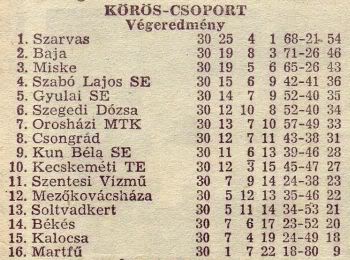 KÖRÖS-CSOPORT
Végeredmény
1. Szarvas 30 25 4 1 68-21 54
2. Baja 30 19 8 3 71-26 46
3. Miske 30 19 5 6 65-26 43
4. Szabó Lajos SE 30 15 6 9 42-41 36
5. Gyulai SE 30 14 7 9 52-40 35
6. Szegedi Dózsa 30 12 10 8 52-40 34
7. Orosházi MTK 30 13 7 10 57-49 33
8. Csongrád 30 12 7 11 43-38 31
9. Kun Béla SE 30 11 6 13 39-46 28
10. Kecskeméti TE 30 12 3 15 45-47 27
11. Szentesi Vízmű 30 7 9 14 24-38 23
12. Mezőkovácsháza 30 5 12 13 35-46 22
13. Soltvadkert 30 5 11 14 34-53 21
14. Békés 30 7 6 17 23-52 20
15. Kalocsa 30 7 4 19 24-49 18
16. Martfű 30 1 7 22 18-80 9